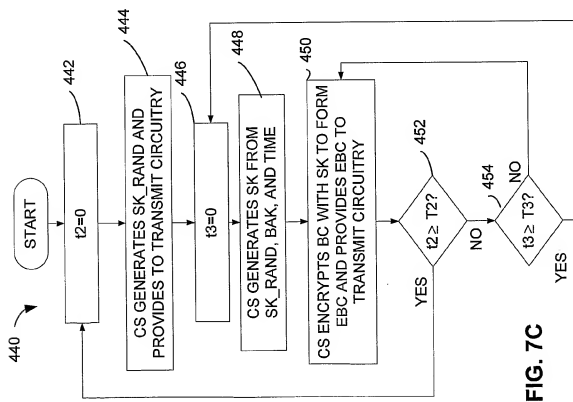 440
START
442
t2=0
444
CS GENERATES SK_RAND AND
PROVIDES TO TRANSMIT CIRCUITRY
446
t3=0
448
CS GENERATES SK FROM
SK_RAND, BAK, AND TIME
450
CS ENCRYPTS BC WITH SK TO FORM
EBC AND PROVIDES EBC TO
TRANSMIT CIRCUITRY
452
t2 ≥ T2?
YES
NO
454
t3 ≥ T3?
NO
YES
FIG. 7C